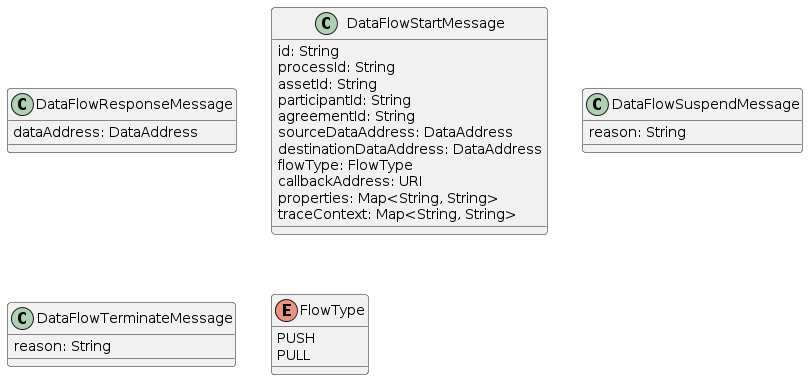 C DataFlowResponseMessage
dataAddress: DataAddress
C DataFlowStartMessage
id: String
processId: String
assetId: String
participantId: String
agreementId: String
sourceDataAddress: DataAddress
destinationDataAddress: DataAddress
flowType: FlowType
callbackAddress: URI
properties: Map<String, String>
traceContext: Map<String, String>
C DataFlowSuspendMessage
reason: String
C DataFlowTerminateMessage
reason: String
E FlowType
PUSH
PULL